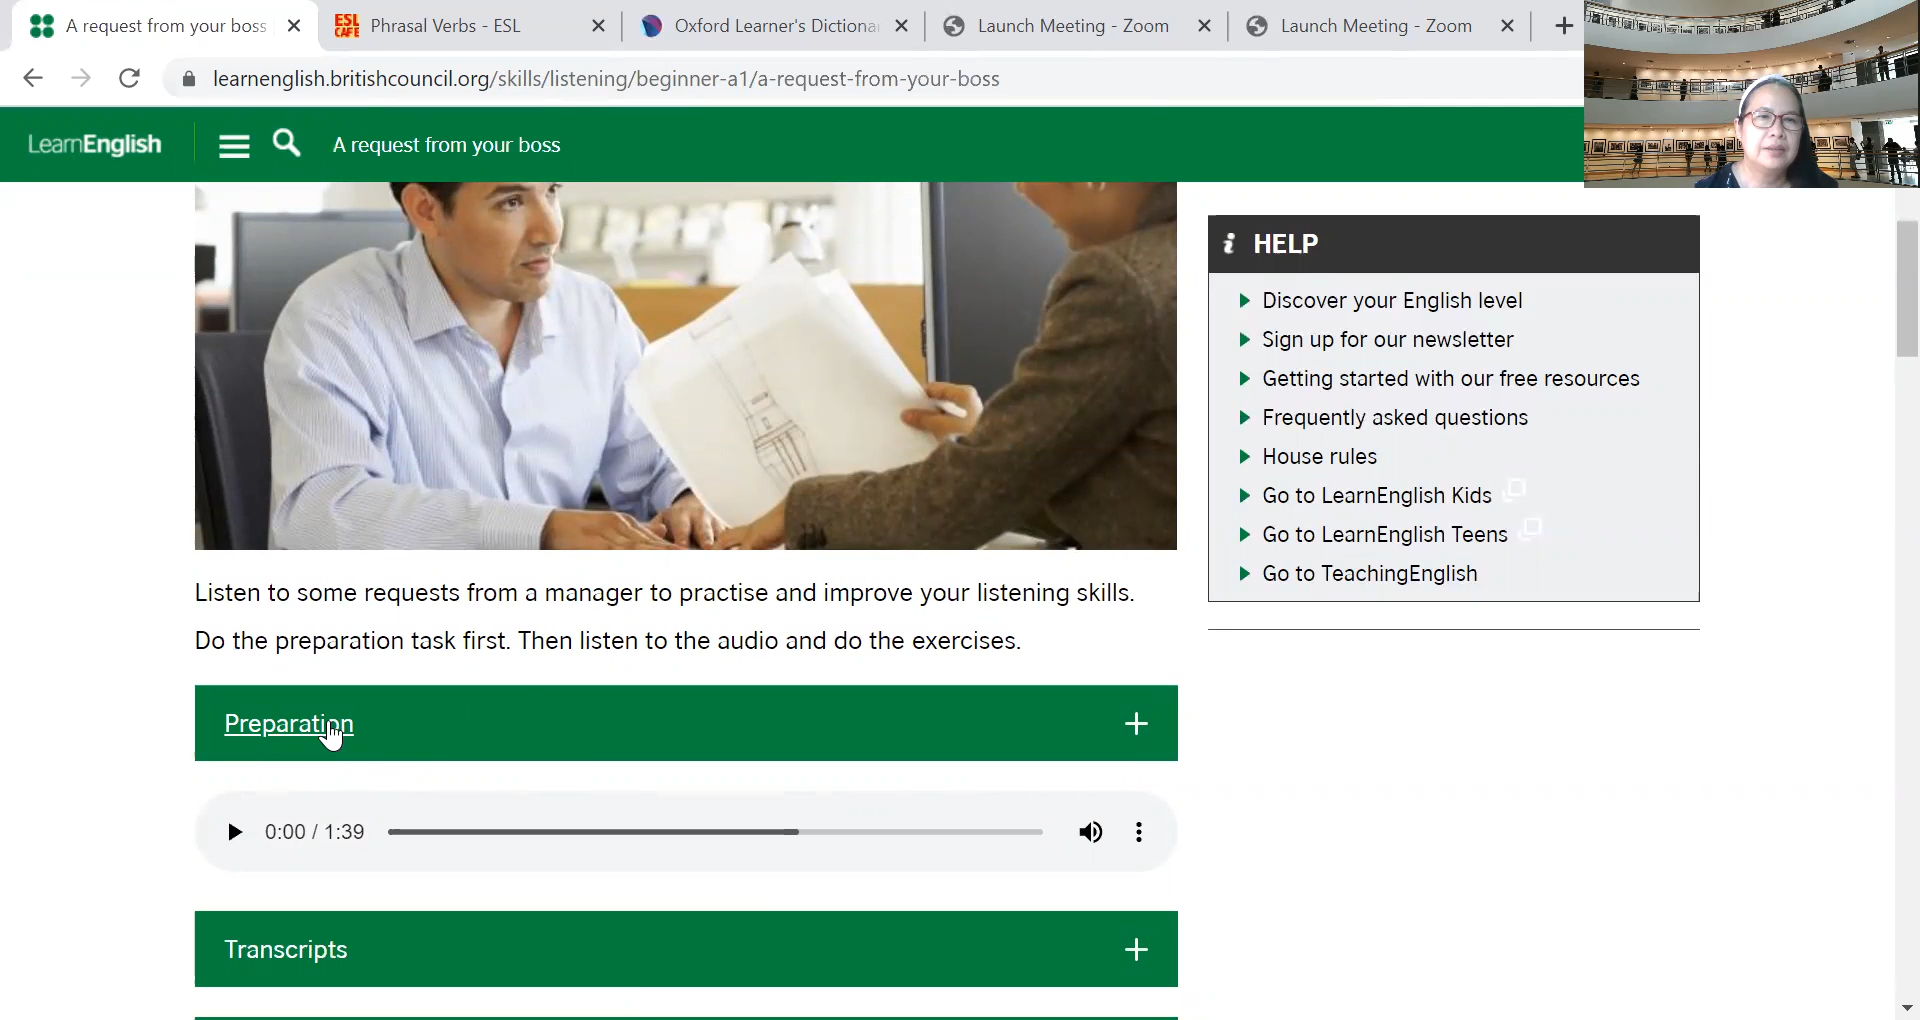 A request from your boss
ESL CAFE
Phrasal Verbs - ESL
Oxford Learner's Dictiona
Launch Meeting - Zoom
Launch Meeting - Zoom
learnenglish.britishcouncil.org/skills/listening/beginner-a1/a-request-from-your-boss
LearnEnglish
A request from your boss
HELP
Discover your English level
Sign up for our newsletter
Getting started with our free resources
Frequently asked questions
House rules
Go to LearnEnglish Kids
Go to LearnEnglish Teens
Go to TeachingEnglish
Listen to some requests from a manager to practise and improve your listening skills.
Do the preparation task first. Then listen to the audio and do the exercises.
Preparation
0:00 / 1:39
Transcripts